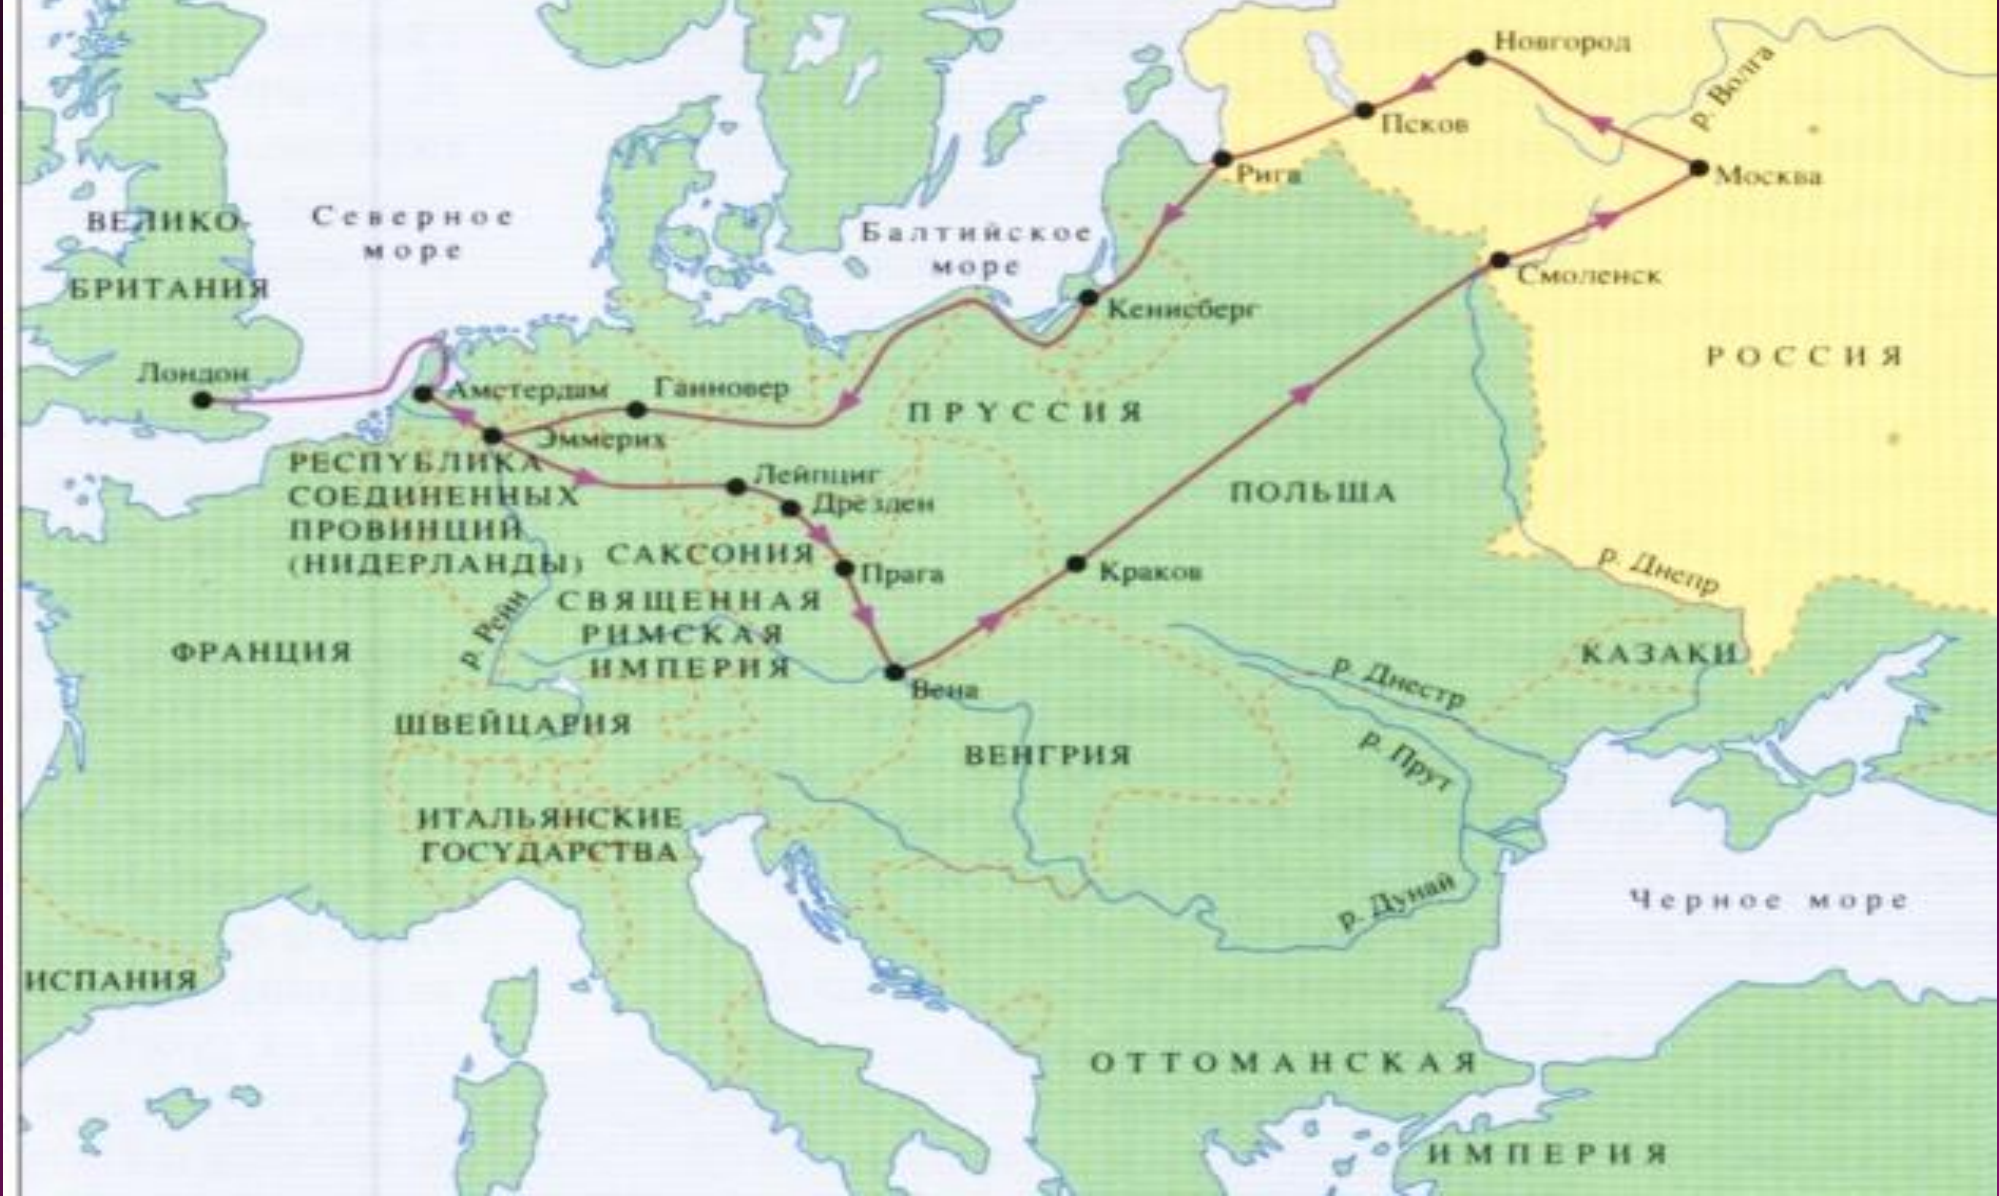 Новгород
р. Волга
Псков
Рига
Москва
ВЕЛИКО-
БРИТАНИЯ
Северное
море
Балтийское
море
Смоленск
Кенисберг
РОССИЯ
Лондон
Амстердам
Ганновер
ПРУССИЯ
Эммерих
РЕСПУБЛИКА
СОЕДИНЕННЫХ
ПРОВИНЦИЙ
(НИДЕРЛАНДЫ)
Лейпциг
Дрезден
ПОЛЬША
САКСОНИЯ
Прага
Краков
р. Днепр
СВЯЩЕННАЯ
РИМСКАЯ
ИМПЕРИЯ
р. Рейн
ФРАНЦИЯ
КАЗАКИ
Вена
р. Днестр
ШВЕЙЦАРИЯ
ВЕНГРИЯ
р. Прут
ИТАЛЬЯНСКИЕ
ГОСУДАРСТВА
р. Дунай
Черное море
ИСПАНИЯ
ОТТОМАНСКАЯ
ИМПЕРИЯ